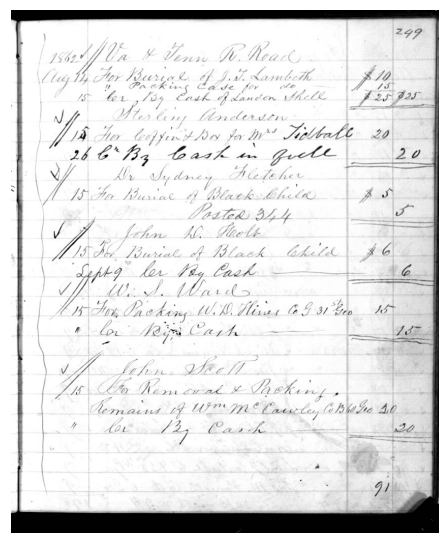 249
1862 Va & Tenn R. Road
Aug 14 For Burial of J. T. Lambeth $10
" Packing Case for do 15
15 Cr By Cash of Landon Shell $25 $25
Sterling Anderson
15 For Coffin & Box for Mrs Tidball 20
26 Cr By Cash in full 20
Dr Sydney Fletcher
15 For Burial of Black Child $5
Posted 344 5
John D. Holt
15 For Burial of Black Child $6
Sept 9 " Cr By Cash 6
W. S. Ward
15 For Packing W. D. Hines Co G 31st Geo 15
" Cr By Cash 15
John Scott
15 For Removal & Packing.
Remains of Wm McCawley Co B 60 Geo 20
" Cr By Cash 20
91